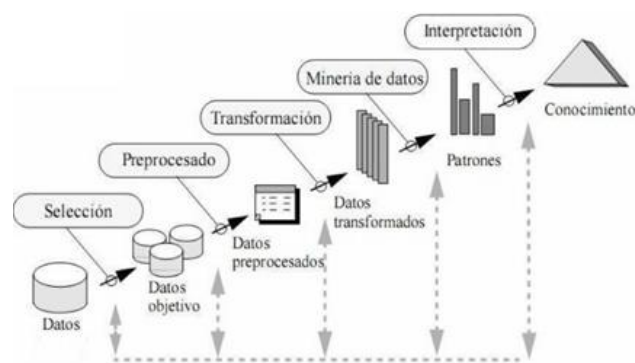 Interpretación
Minería de datos
Conocimiento
Transformación
Patrones
Preprocesado
Datos
transformados
Selección
Datos
preprocesados
Datos
objetivo
Datos